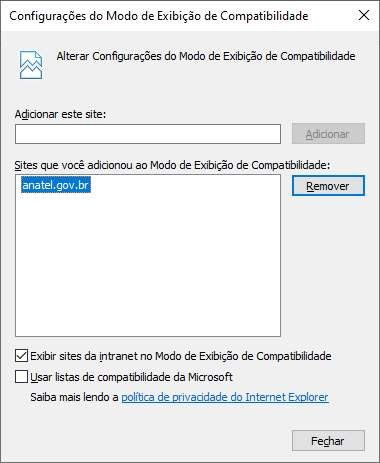 Configurações do Modo de Exibição de Compatibilidade
Alterar Configurações do Modo de Exibição de Compatibilidade
Adicionar este site:
Adicionar
Sites que você adicionou ao Modo de Exibição de Compatibilidade:
anatel.gov.br
Remover
Exibir sites da intranet no Modo de Exibição de Compatibilidade
Usar listas de compatibilidade da Microsoft
Saiba mais lendo a política de privacidade do Internet Explorer
Fechar